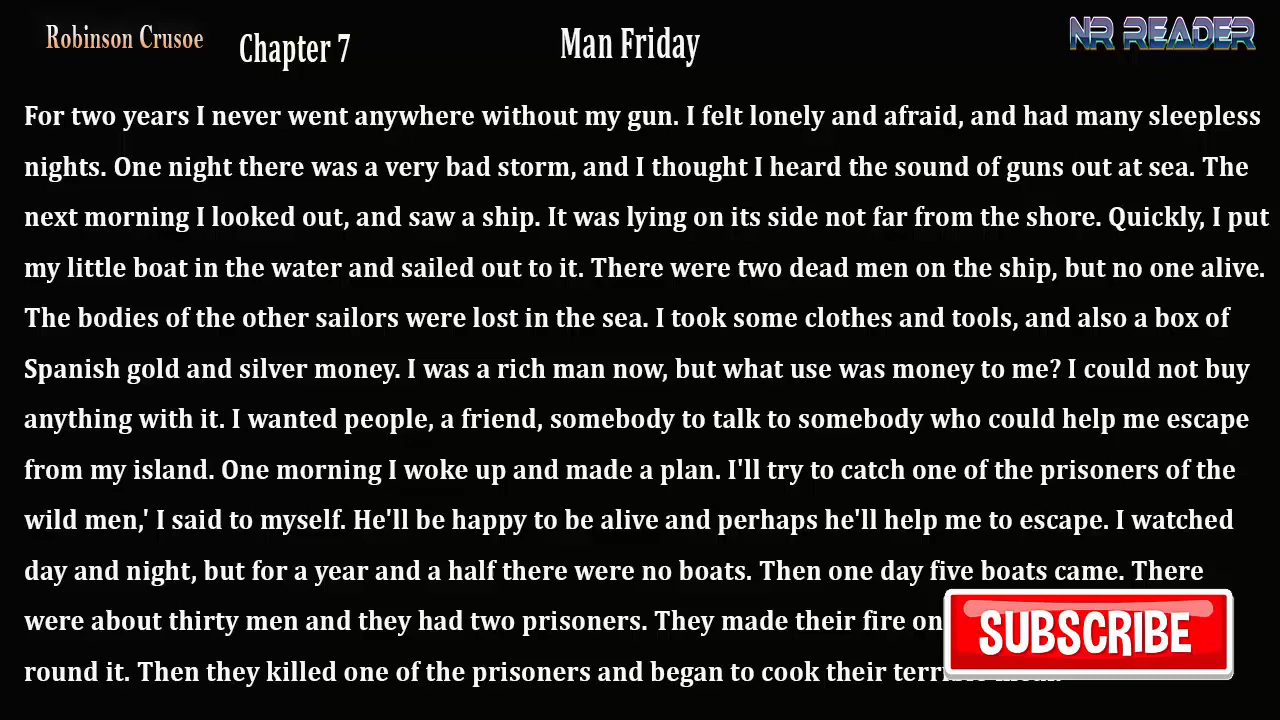 Robinson Crusoe
Chapter 7
Man Friday
NR READER
For two years I never went anywhere without my gun. I felt lonely and afraid, and had many sleepless
nights. One night there was a very bad storm, and I thought I heard the sound of guns out at sea. The
next morning I looked out, and saw a ship. It was lying on its side not far from the shore. Quickly, I put
my little boat in the water and sailed out to it. There were two dead men on the ship, but no one alive.
The bodies of the other sailors were lost in the sea. I took some clothes and tools, and also a box of
Spanish gold and silver money. I was a rich man now, but what use was money to me? I could not buy
anything with it. I wanted people, a friend, somebody to talk to somebody who could help me escape
from my island. One morning I woke up and made a plan. I'll try to catch one of the prisoners of the
wild men,' I said to myself. He'll be happy to be alive and perhaps he'll help me to escape. I watched
day and night, but for a year and a half there were no boats. Then one day five boats came. There
were about thirty men and they had two prisoners. They made their fire on
round it. Then they killed one of the prisoners and began to cook their
SUBSCRIBE